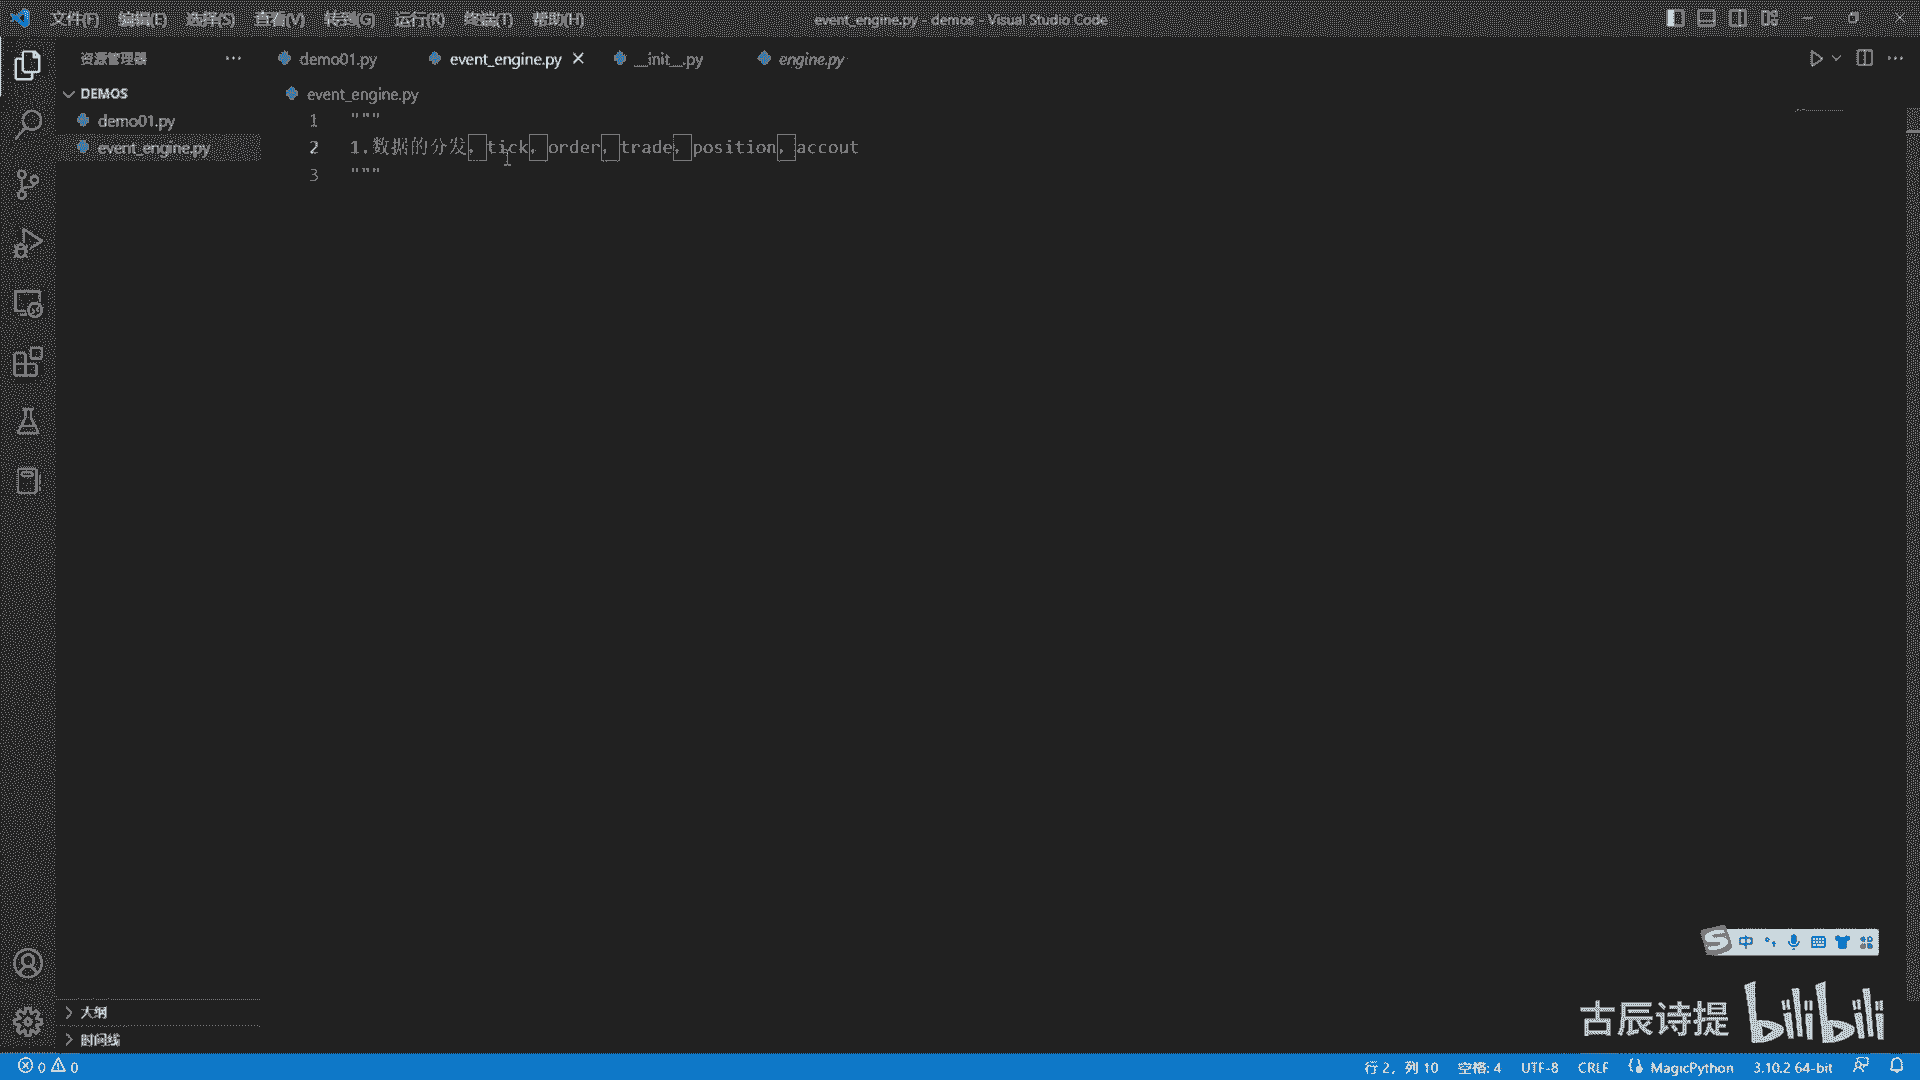 文件(F) 编辑(E) 选择(S) 查看(V) 转到(G) 运行(R) 终端(T) 帮助(H) event_engine.py - demos - Visual Studio Code
资源管理器 demo01.py event_engine.py __init__.py engine.py
DEMOS event_engine.py
demo01.py
event_engine.py
1 """
2 1.数据的分发，tick，order，trade，position，accout
3 """
中
古辰诗提 bilibili
大纲
时间线
0 0 行 2，列 10 空格: 4 UTF-8 CRLF MagicPython 3.10.2 64-bit